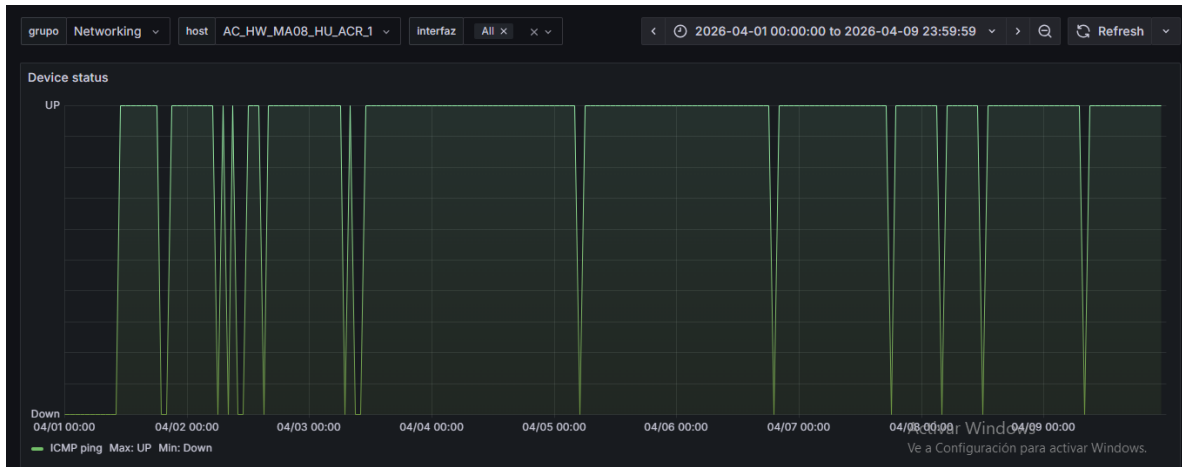 grupo Networking host AC_HW_MA08_HU_ACR_1 interfaz All × × 2026-04-01 00:00:00 to 2026-04-09 23:59:59 Refresh
Device status
UP
Down
04/01 00:00 04/02 00:00 04/03 00:00 04/04 00:00 04/05 00:00 04/06 00:00 04/07 00:00 04/08 00:00 04/09 00:00
Activar Windows
ICMP ping Max: UP Min: Down
Ve a Configuración para activar Windows.